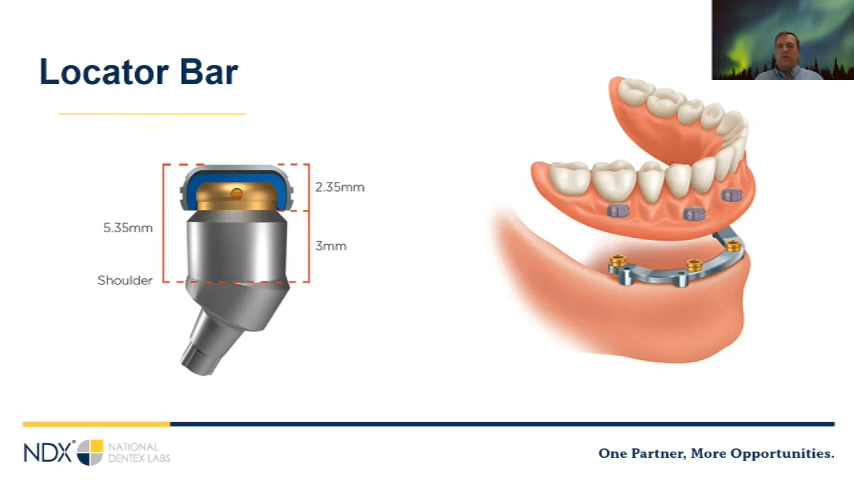 Locator Bar
2.35mm
5.35mm
3mm
Shoulder
NDX
NATIONAL
DENTEX LABS
One Partner, More Opportunities.